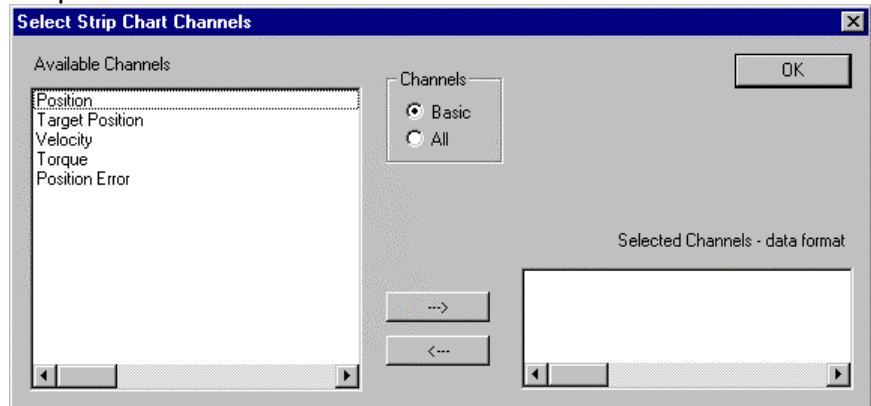 Select Strip Chart Channels
Available Channels
OK
Channels
Position
Target Position
Velocity
Torque
Position Error
Basic
All
Selected Channels - data format
--->
<---